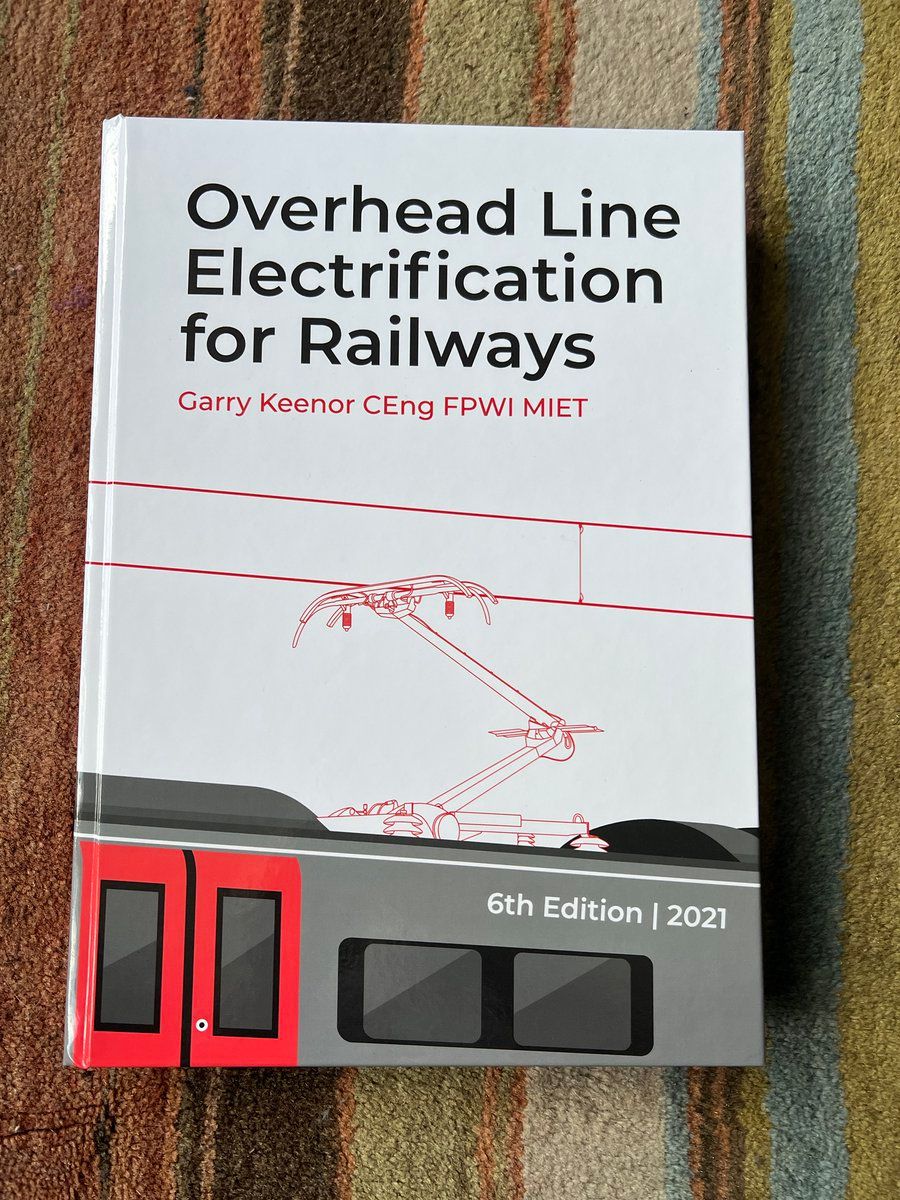 Overhead Line
Electrification
for Railways
Garry Keenor CEng FPWI MIET
6th Edition | 2021